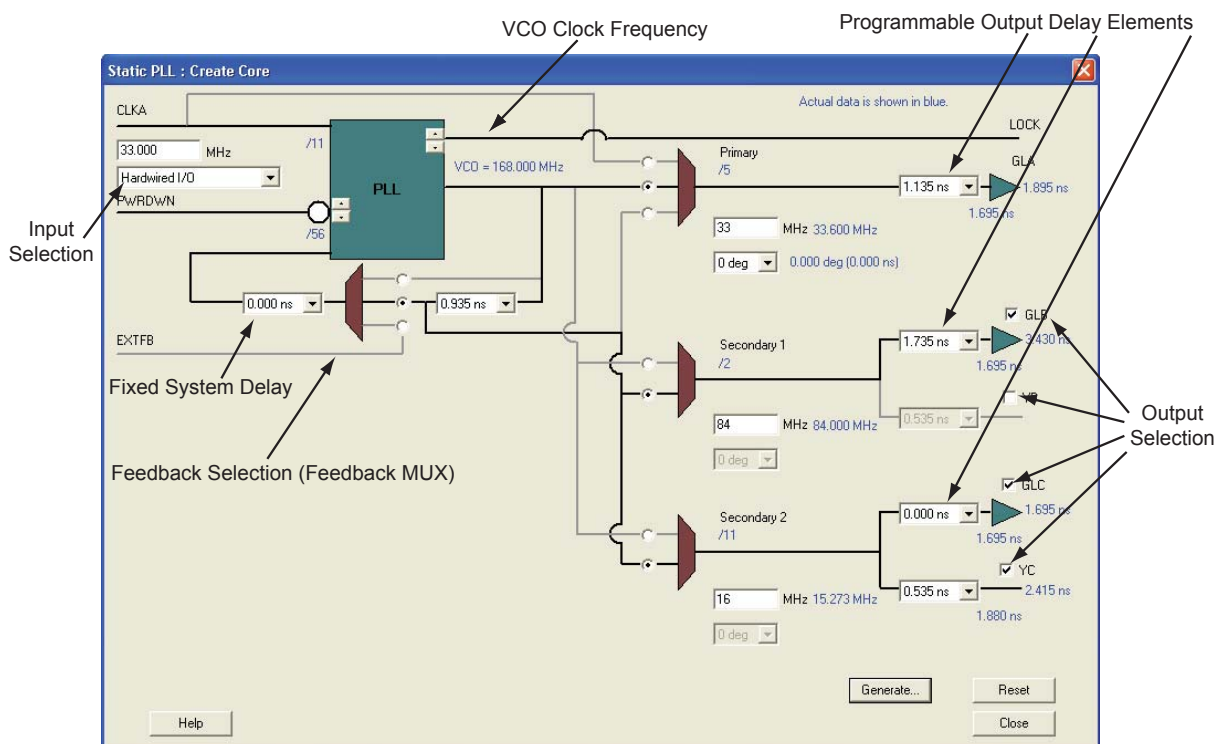 VCO Clock Frequency
Programmable Output Delay Elements
Static PLL : Create Core
Actual data is shown in blue.
CLKA
LOCK
33.000
MHz
/11
Hardwired I/O
PLL
VCO = 168.000 MHz
Primary
/5
GLA
1.135 ns
1.895 ns
1.695 ns
PWRDWN
/56
Input
Selection
33
MHz 33.600 MHz
0 deg
0.000 deg (0.000 ns)
0.000 ns
0.935 ns
EXTFB
Fixed System Delay
Feedback Selection (Feedback MUX)
Secondary 1
/2
GLB
1.735 ns
3.430 ns
1.695 ns
YB
0.535 ns
84
MHz 84.000 MHz
0 deg
Output
Selection
Secondary 2
/11
GLC
0.000 ns
1.695 ns
1.695 ns
YC
0.535 ns
2.415 ns
1.880 ns
16
MHz 15.273 MHz
0 deg
Generate...
Reset
Help
Close